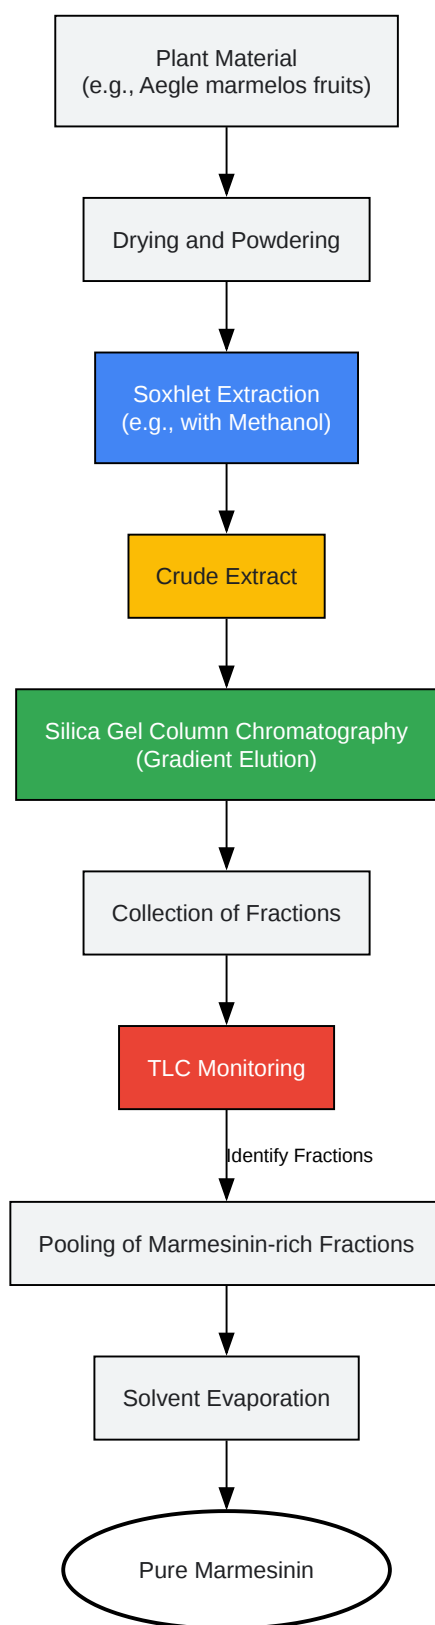 Plant Material
(e.g., Aegle marmelos fruits)
Drying and Powdering
Soxhlet Extraction
(e.g., with Methanol)
Crude Extract
Silica Gel Column Chromatography
(Gradient Elution)
Collection of Fractions
TLC Monitoring
Identify Fractions
Pooling of Marmesinin-rich Fractions
Solvent Evaporation
Pure Marmesinin